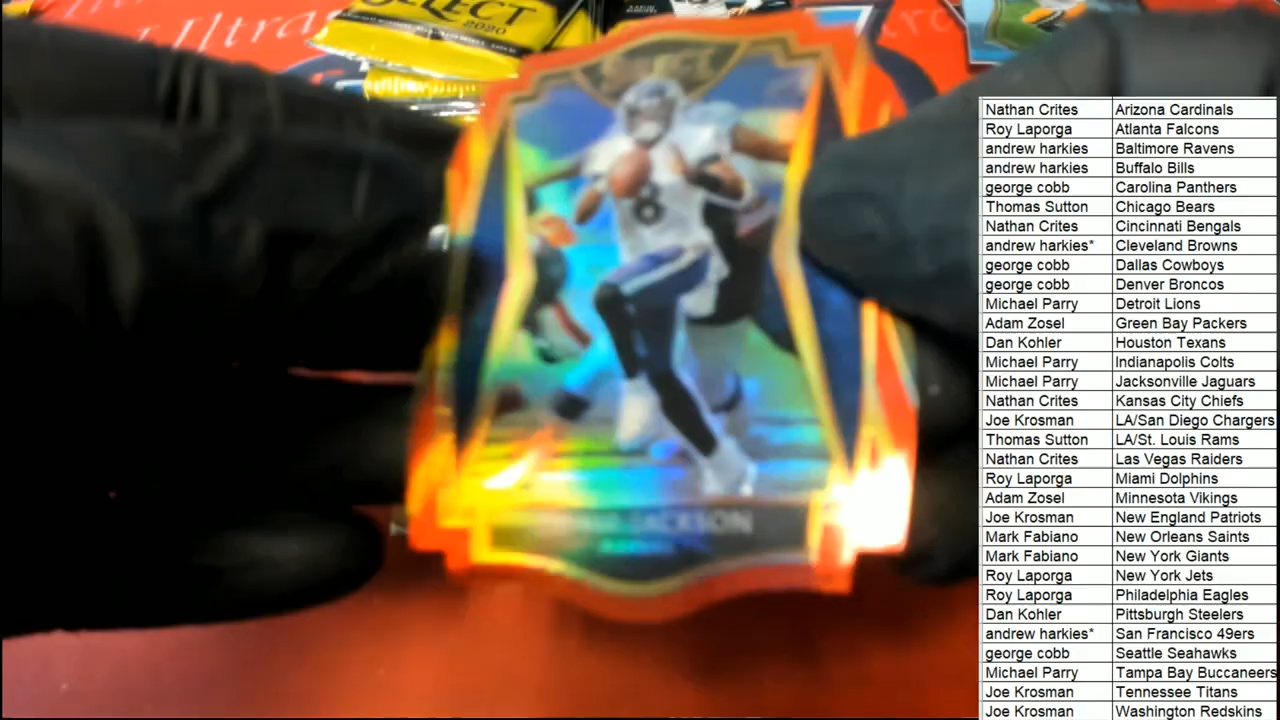 SELECT
2020
JACKSON
8
Nathan Crites Arizona Cardinals
Roy Laporga Atlanta Falcons
andrew harkies Baltimore Ravens
andrew harkies Buffalo Bills
george cobb Carolina Panthers
Thomas Sutton Chicago Bears
Nathan Crites Cincinnati Bengals
andrew harkies* Cleveland Browns
george cobb Dallas Cowboys
george cobb Denver Broncos
Michael Parry Detroit Lions
Adam Zosel Green Bay Packers
Dan Kohler Houston Texans
Michael Parry Indianapolis Colts
Michael Parry Jacksonville Jaguars
Nathan Crites Kansas City Chiefs
Joe Krosman LA/San Diego Chargers
Thomas Sutton LA/St. Louis Rams
Nathan Crites Las Vegas Raiders
Roy Laporga Miami Dolphins
Adam Zosel Minnesota Vikings
Joe Krosman New England Patriots
Mark Fabiano New Orleans Saints
Mark Fabiano New York Giants
Roy Laporga New York Jets
Roy Laporga Philadelphia Eagles
Dan Kohler Pittsburgh Steelers
andrew harkies* San Francisco 49ers
george cobb Seattle Seahawks
Michael Parry Tampa Bay Buccaneers
Joe Krosman Tennessee Titans
Joe Krosman Washington Redskins